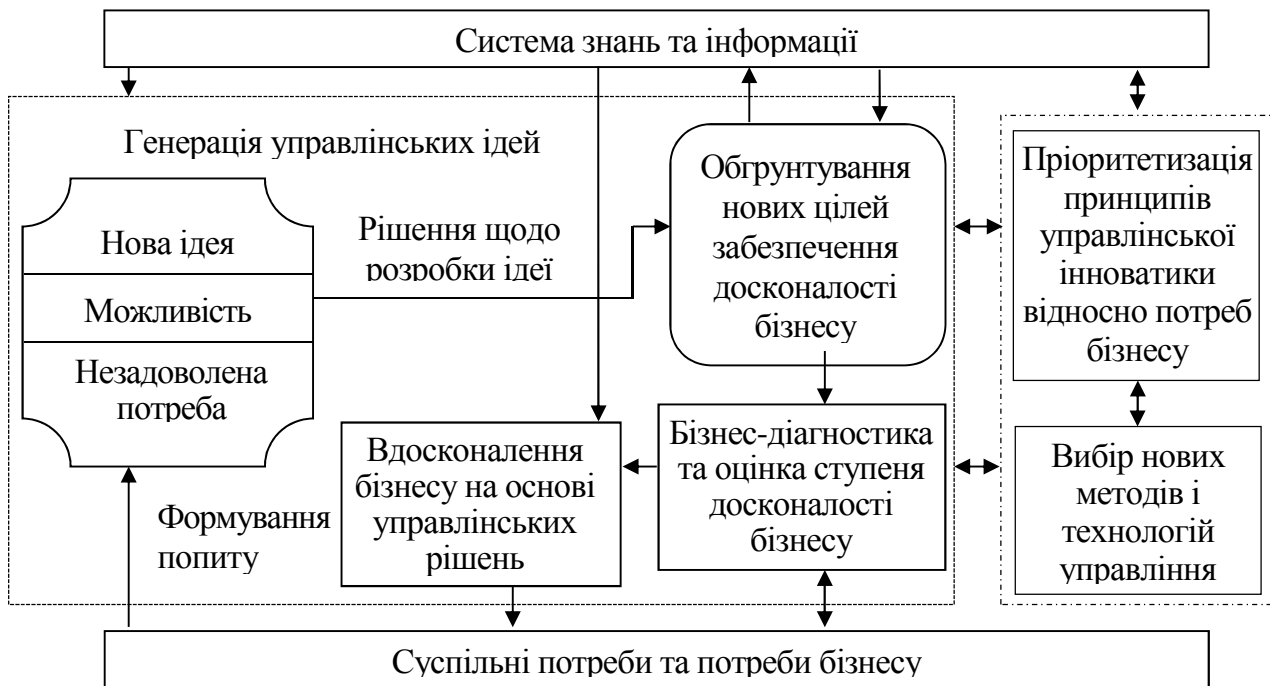 Система знань та інформації
Генерація управлінських ідей
Нова ідея
Можливість
Незадоволена
потреба
Рішення щодо
розробки ідеї
Обгрунтування
нових цілей
забезпечення
досконалості
бізнесу
Пріоритетизація
принципів
управлінської
інноватики
відносно потреб
бізнесу
Вдосконалення
бізнесу на основі
управлінських
рішень
Бізнес-діагностика
та оцінка ступеня
досконалості
бізнесу
Вибір нових
методів і
технологій
управління
Формування
попиту
Суспільні потреби та потреби бізнесу